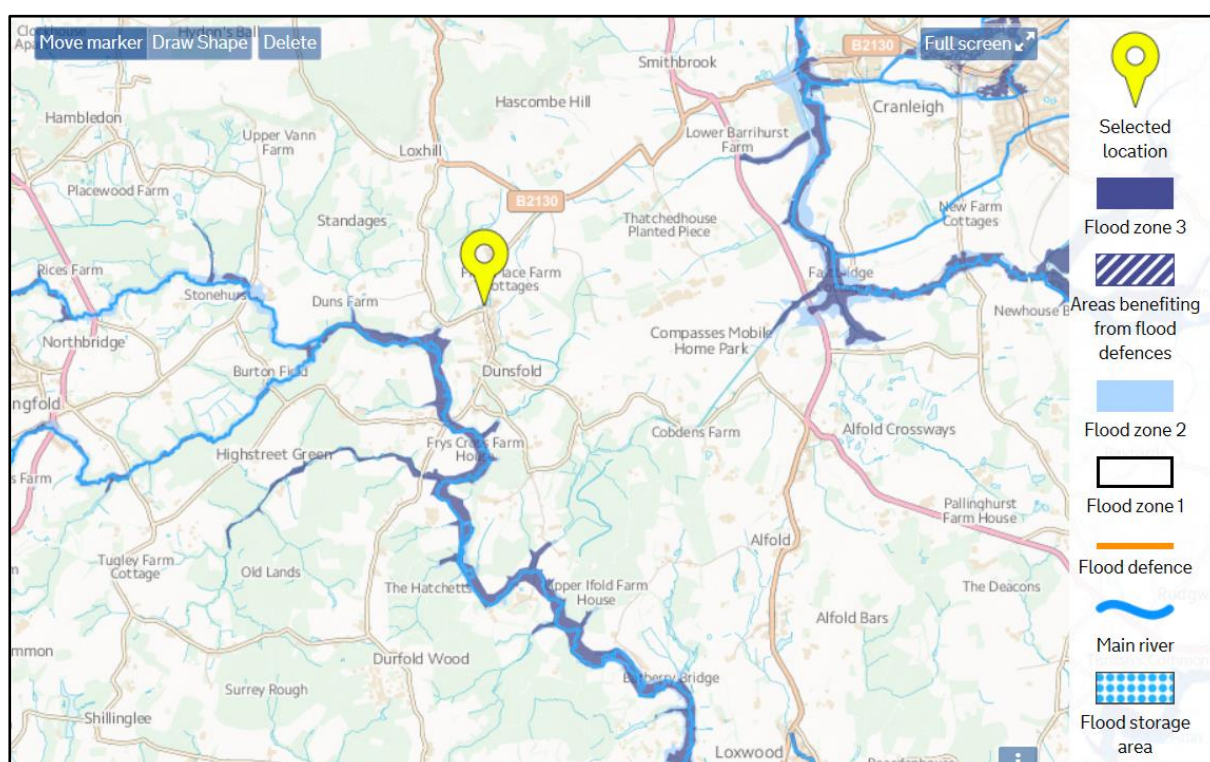 Move marker
Draw Shape
Delete
Full screen
B2130
Smithbrook
Cranleigh
Hascombe Hill
Hambledon
Upper Vann
Farm
Loxhill
Lower Barrihurst
Farm
Placewood Farm
Standages
B2130
Thatchedhouse
Planted Piece
New Farm
Cottages
Rices Farm
Stonehurst
Duns Farm
Place Farm
Cottages
Northbridge
Compasses Mobile
Home Park
Newhouse
Burton Field
Dunsfold
Highstreet Green
Frys Cross Farm
House
Cobdens Farm
Alfold Crossways
Pallinghurst
Farm House
Tugley Farm
Cottage
Old Lands
The Hatchetts
Upper Ifold Farm
House
Alfold
The Deacons
Alfold Bars
Durfold Wood
Surrey Rough
Barberry Bridge
Shillinglee
Loxwood
i
Selected
location
Flood zone 3
Areas benefiting
from flood
defences
Flood zone 2
Flood zone 1
Flood defence
Main river
Flood storage
area